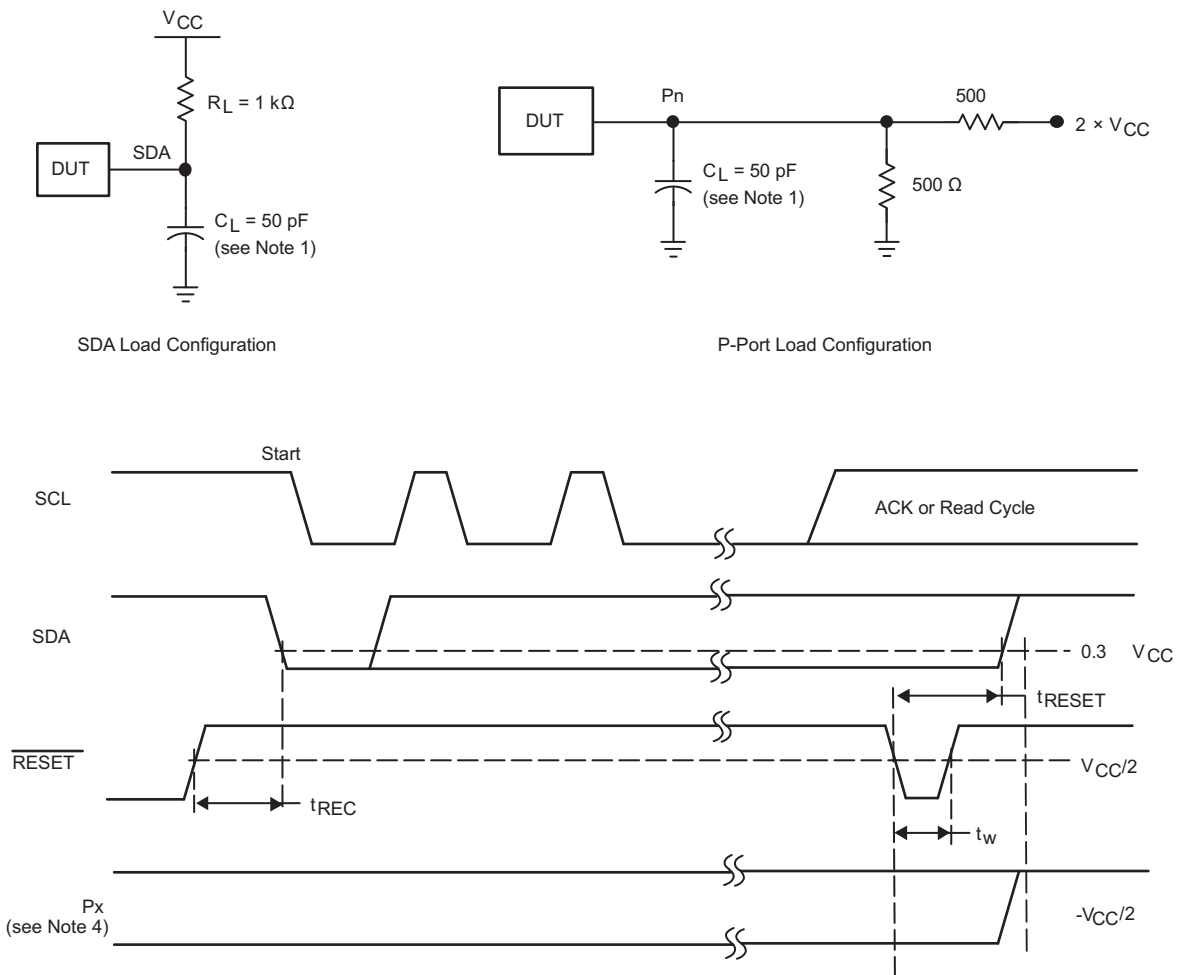 VCC
RL = 1 kΩ
DUT
SDA
CL = 50 pF
(see Note 1)
SDA Load Configuration
DUT
Pn
500
2 × VCC
CL = 50 pF
(see Note 1)
500 Ω
P-Port Load Configuration
Start
SCL
ACK or Read Cycle
SDA
0.3 VCC
tRESET
RESET
VCC/2
tREC
tw
Px
(see Note 4)
-VCC/2